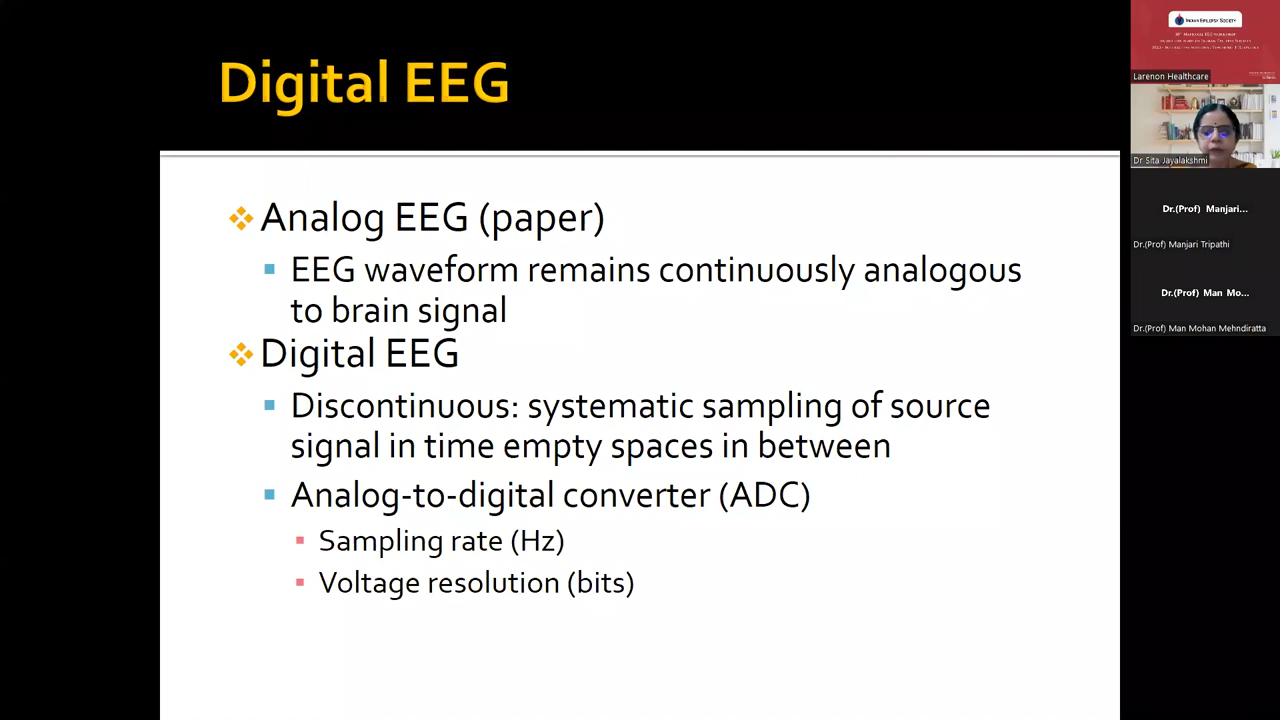 Digital EEG
Analog EEG (paper)
EEG waveform remains continuously analogous
to brain signal
Digital EEG
Discontinuous: systematic sampling of source
signal in time empty spaces in between
Analog-to-digital converter (ADC)
Sampling rate (Hz)
Voltage resolution (bits)
INDIAN EPILEPSY SOCIETY
Larenon Healthcare
Dr Sita Jayalakshmi
Dr.(Prof) Manjari...
Dr.(Prof) Manjari Tripathi
Dr.(Prof) Man Mo...
Dr.(Prof) Man Mohan Mehndiratta